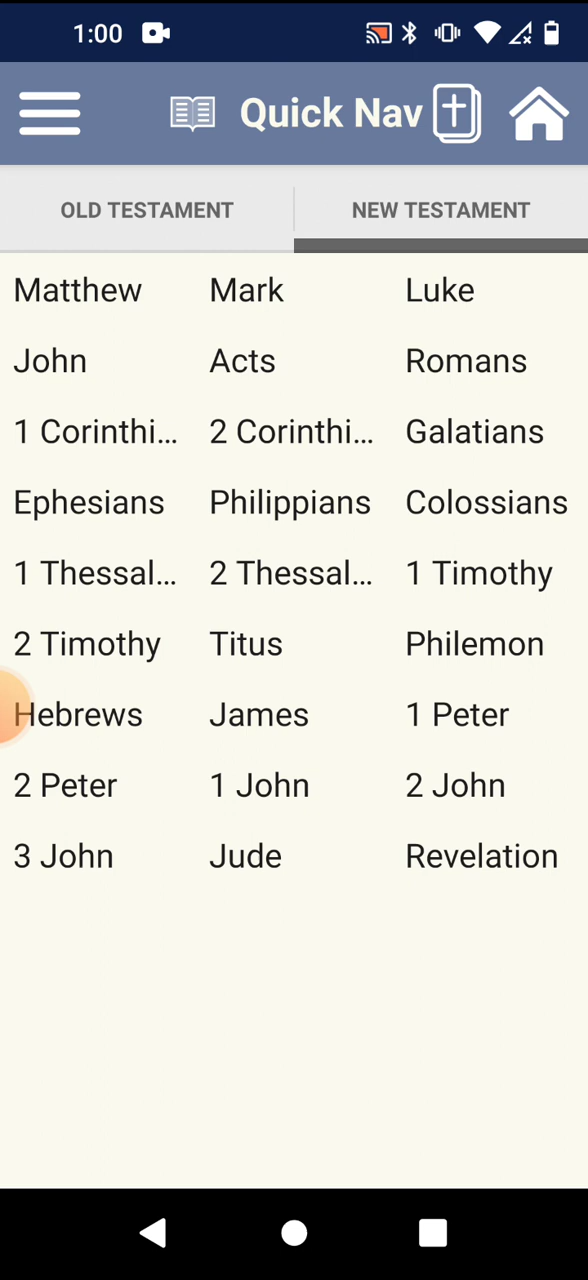 1:00
Quick Nav
OLD TESTAMENT NEW TESTAMENT
Matthew Mark Luke
John Acts Romans
1 Corinthi... 2 Corinthi... Galatians
Ephesians Philippians Colossians
1 Thessal... 2 Thessal... 1 Timothy
2 Timothy Titus Philemon
Hebrews James 1 Peter
2 Peter 1 John 2 John
3 John Jude Revelation